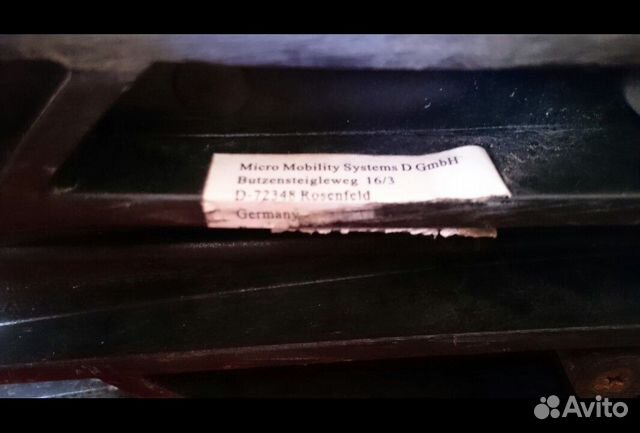 Micro Mobility Systems D GmbH
Butzensteigleweg 16/3
D-72348 Rosenfeld
Germany
Avito